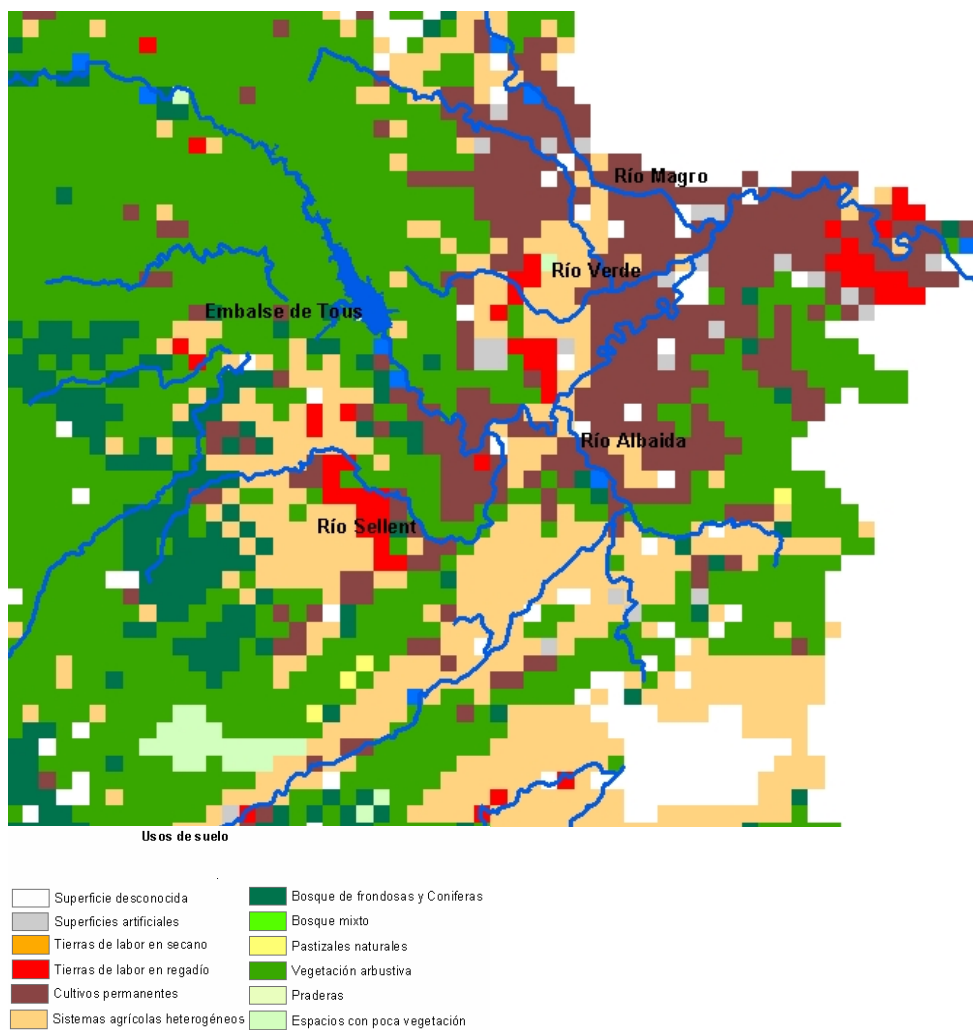 Río Magro
Río Verde
Embalse de Tous
Río Albaida
Río Sellent
Usos de suelo
Superficie desconocida
Superficies artificiales
Tierras de labor en secano
Tierras de labor en regadío
Cultivos permanentes
Sistemas agrícolas heterogéneos
Bosque de frondosas y Coniferas
Bosque mixto
Pastizales naturales
Vegetación arbustiva
Praderas
Espacios con poca vegetación